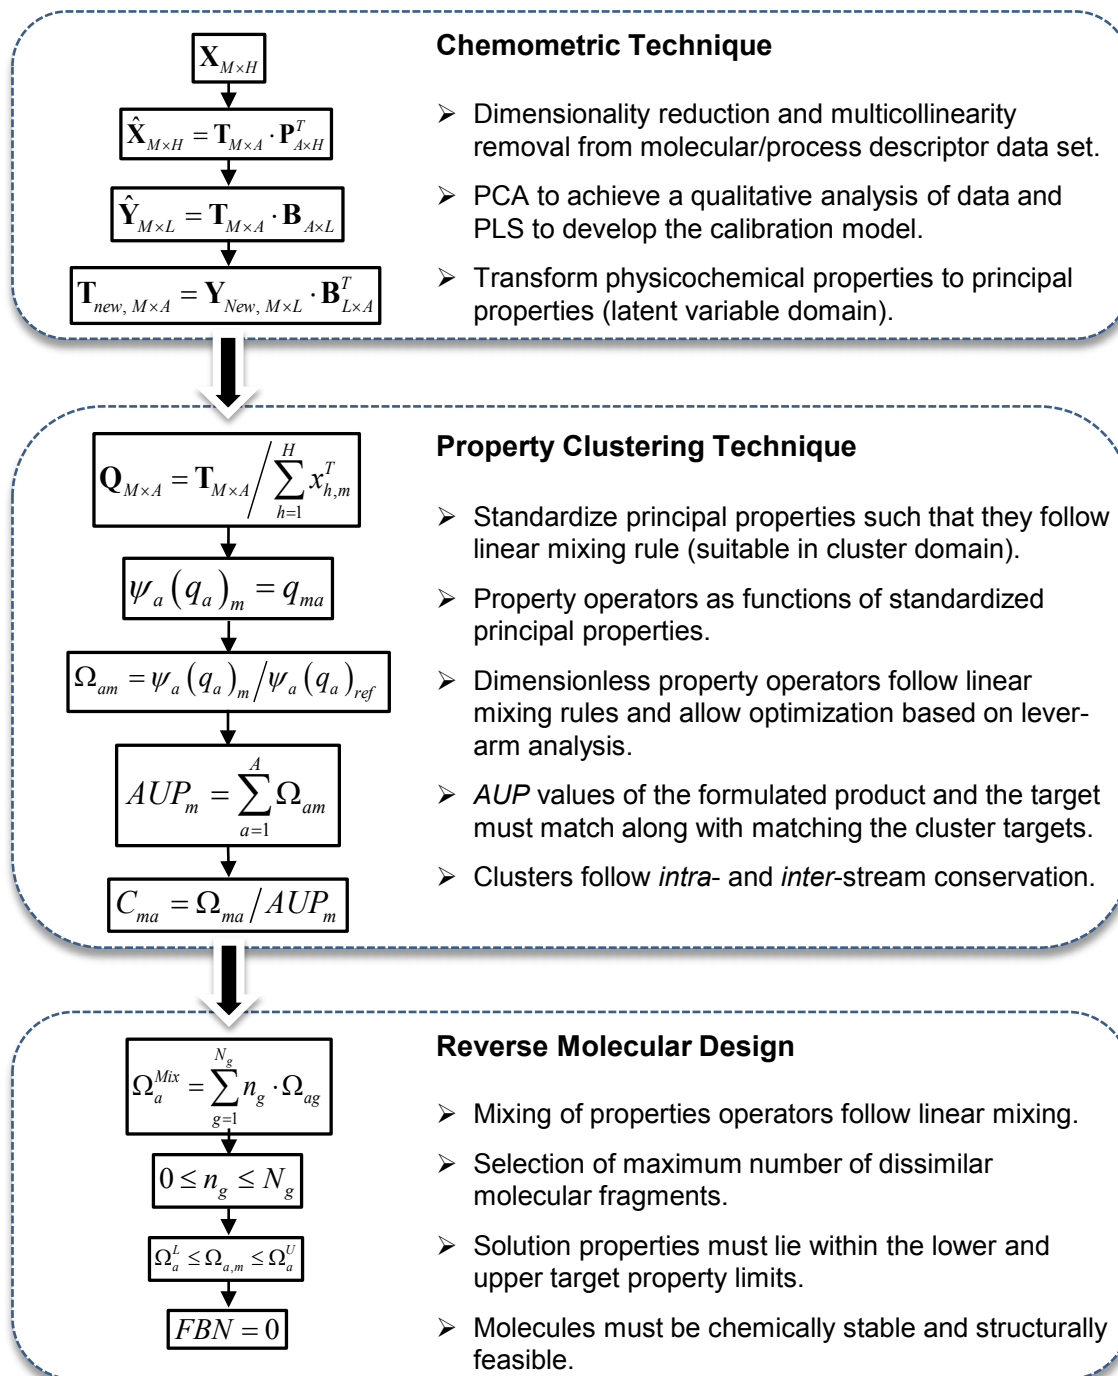 Chemometric Technique
X_{M×H}
X̂_{M×H} = T_{M×A} · P^T_{A×H}
Ŷ_{M×L} = T_{M×A} · B_{A×L}
T_{new, M×A} = Y_{New, M×L} · B^T_{L×A}
➢ Dimensionality reduction and multicollinearity
removal from molecular/process descriptor data set.
➢ PCA to achieve a qualitative analysis of data and
PLS to develop the calibration model.
➢ Transform physicochemical properties to principal
properties (latent variable domain).
Property Clustering Technique
Q_{M×A} = T_{M×A} / ∑_{h=1}^{H} x^T_{h,m}
ψ_a (q_a)_m = q_{ma}
Ω_{am} = ψ_a (q_a)_m / ψ_a (q_a)_{ref}
AUP_m = ∑_{a=1}^{A} Ω_{am}
C_{ma} = Ω_{ma} / AUP_m
➢ Standardize principal properties such that they follow
linear mixing rule (suitable in cluster domain).
➢ Property operators as functions of standardized
principal properties.
➢ Dimensionless property operators follow linear
mixing rules and allow optimization based on lever-
arm analysis.
➢ AUP values of the formulated product and the target
must match along with matching the cluster targets.
➢ Clusters follow intra- and inter-stream conservation.
Reverse Molecular Design
Ω_a^{Mix} = ∑_{g=1}^{N_g} n_g · Ω_{ag}
0 ≤ n_g ≤ N_g
Ω_a^L ≤ Ω_{a,m} ≤ Ω_a^U
FBN = 0
➢ Mixing of properties operators follow linear mixing.
➢ Selection of maximum number of dissimilar
molecular fragments.
➢ Solution properties must lie within the lower and
upper target property limits.
➢ Molecules must be chemically stable and structurally
feasible.